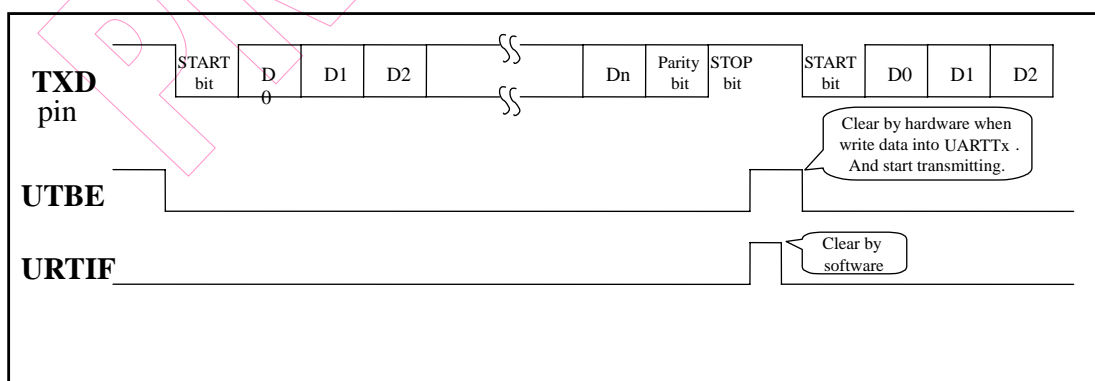 TXD
pin
START
bit
D
0
D1
D2
Dn
Parity
bit
STOP
bit
START
bit
D0
D1
D2
Clear by hardware when
write data into UARTTx .
And start transmitting.
UTBE
URTIF
Clear by
software